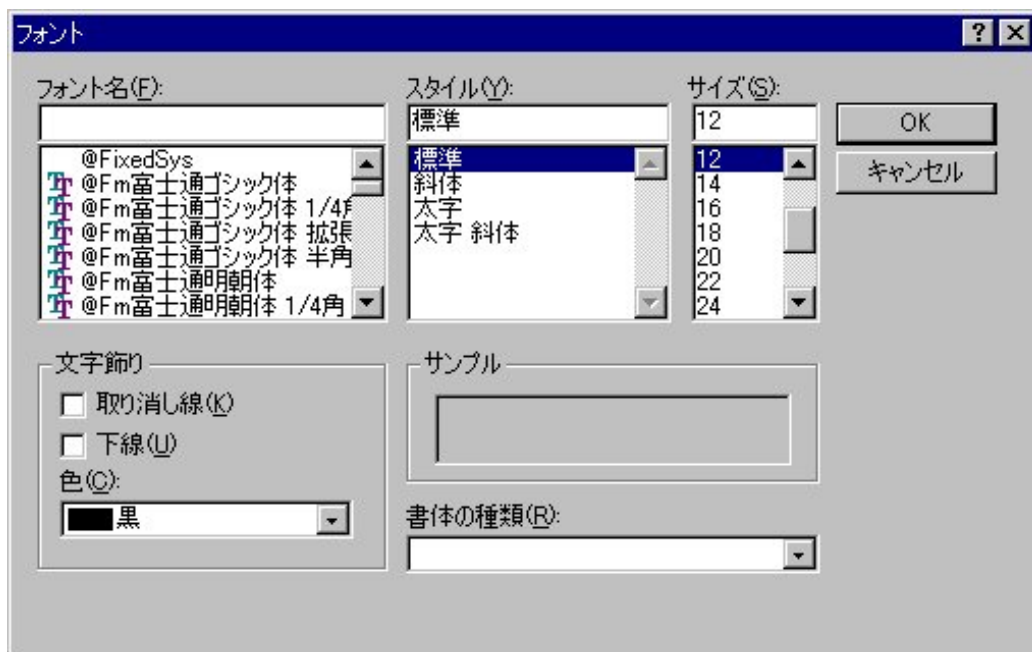 フォント
フォント名(F):
@FixedSys
@Fm富士通ゴシック体
@Fm富士通ゴシック体 1/4角
@Fm富士通ゴシック体 拡張
@Fm富士通ゴシック体 半角
@Fm富士通明朝体
@Fm富士通明朝体 1/4角
スタイル(Y):
標準
標準
斜体
太字
太字 斜体
サイズ(S):
12
12
14
16
18
20
22
24
OK
キャンセル
文字飾り
取り消し線(K)
下線(U)
色(C):
黒
サンプル
書体の種類(R):